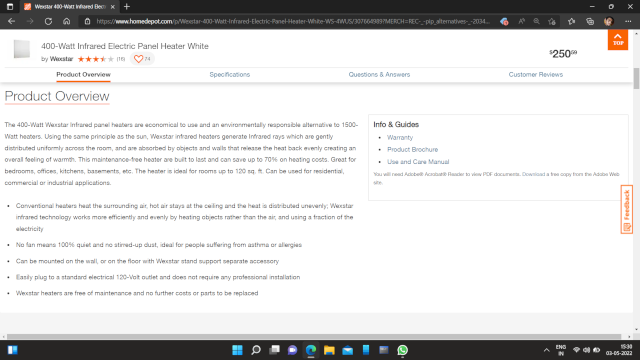 Wexstar 400-Watt Infrared Electri
https://www.homedepot.com/p/Wexstar-400-Watt-Infrared-Electric-Panel-Heater-White-WS-4WUS/307664989?MERCH=REC-_-pip_alternatives-_-2034...
400-Watt Infrared Electric Panel Heater White
by Wexstar (16) 74
$250⁶⁹
TOP
Product Overview Specifications Questions & Answers Customer Reviews
Product Overview
The 400-Watt Wexstar Infrared panel heaters are economical to use and an environmentally responsible alternative to 1500-
Watt heaters. Using the same principle as the sun, Wexstar infrared heaters generate Infrared rays which are gently
distributed uniformly across the room, and are absorbed by objects and walls that release the heat back evenly creating an
overall feeling of warmth. This maintenance-free heater are built to last and can save up to 70% on heating costs. Great for
bedrooms, offices, kitchens, basements, etc. The heater is ideal for rooms up to 120 sq. ft. Can be used for residential,
commercial or industrial applications.
• Conventional heaters heat the surrounding air, hot air stays at the ceiling and the heat is distributed unevenly; Wexstar
infrared technology works more efficiently and evenly by heating objects rather than the air, and using a fraction of the
electricity
• No fan means 100% quiet and no stirred-up dust, ideal for people suffering from asthma or allergies
• Can be mounted on the wall, or on the floor with Wexstar stand support separate accessory
• Easily plug to a standard electrical 120-Volt outlet and does not require any professional installation
• Wexstar heaters are free of maintenance and no further costs or parts to be replaced
Info & Guides
• Warranty
• Product Brochure
• Use and Care Manual
You will need Adobe® Acrobat® Reader to view PDF documents. Download a free copy from the Adobe Web
site.
Feedback
ENG
IN
15:30
03-05-2022